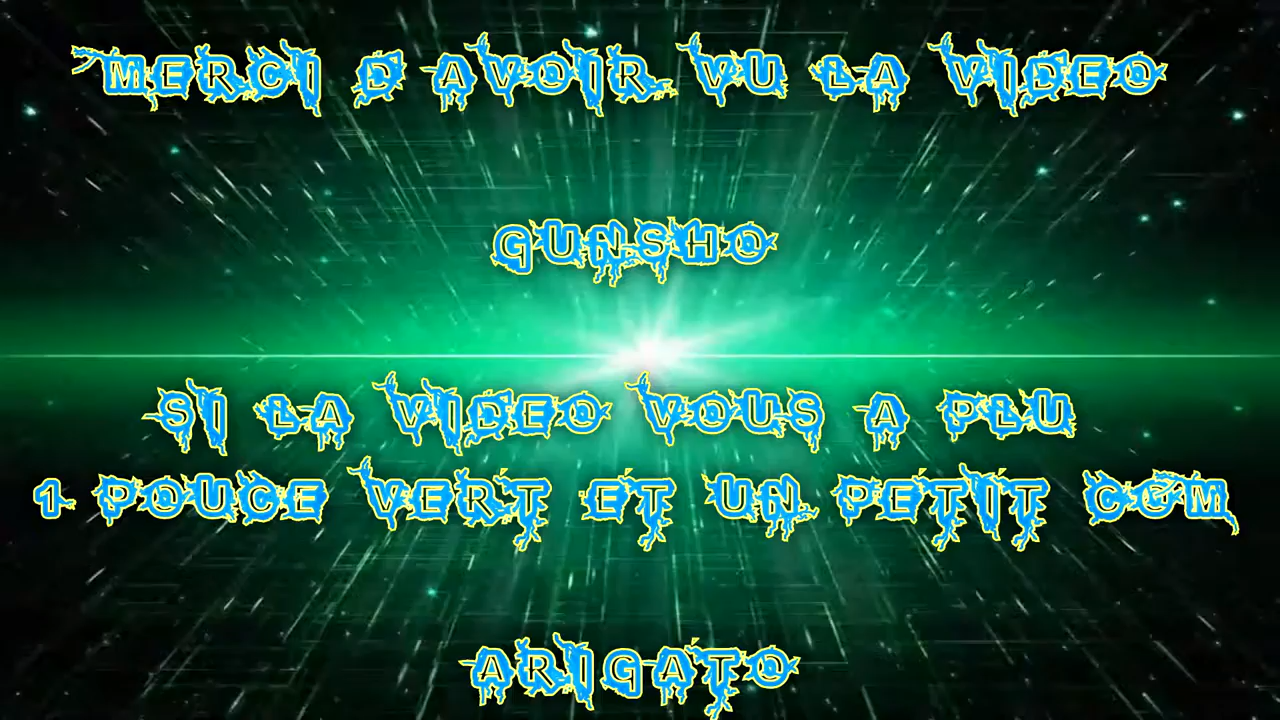 MERCI D AVOIR VU LA VIDEO
GUNSHO
SI LA VIDEO VOUS A PLU
1 POUCE VERT ET UN PETIT COM
ARIGATO